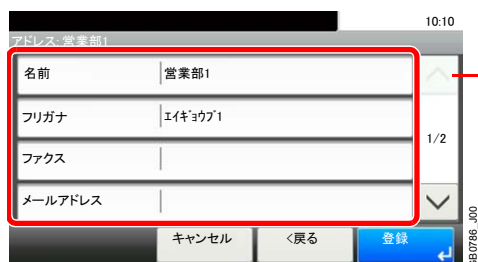 10:10
アドレス:営業部1
名前 営業部1
フリガナ エイギョウブ1
1/2
ファクス
メールアドレス
キャンセル <戻る 登録
GB0786_J00